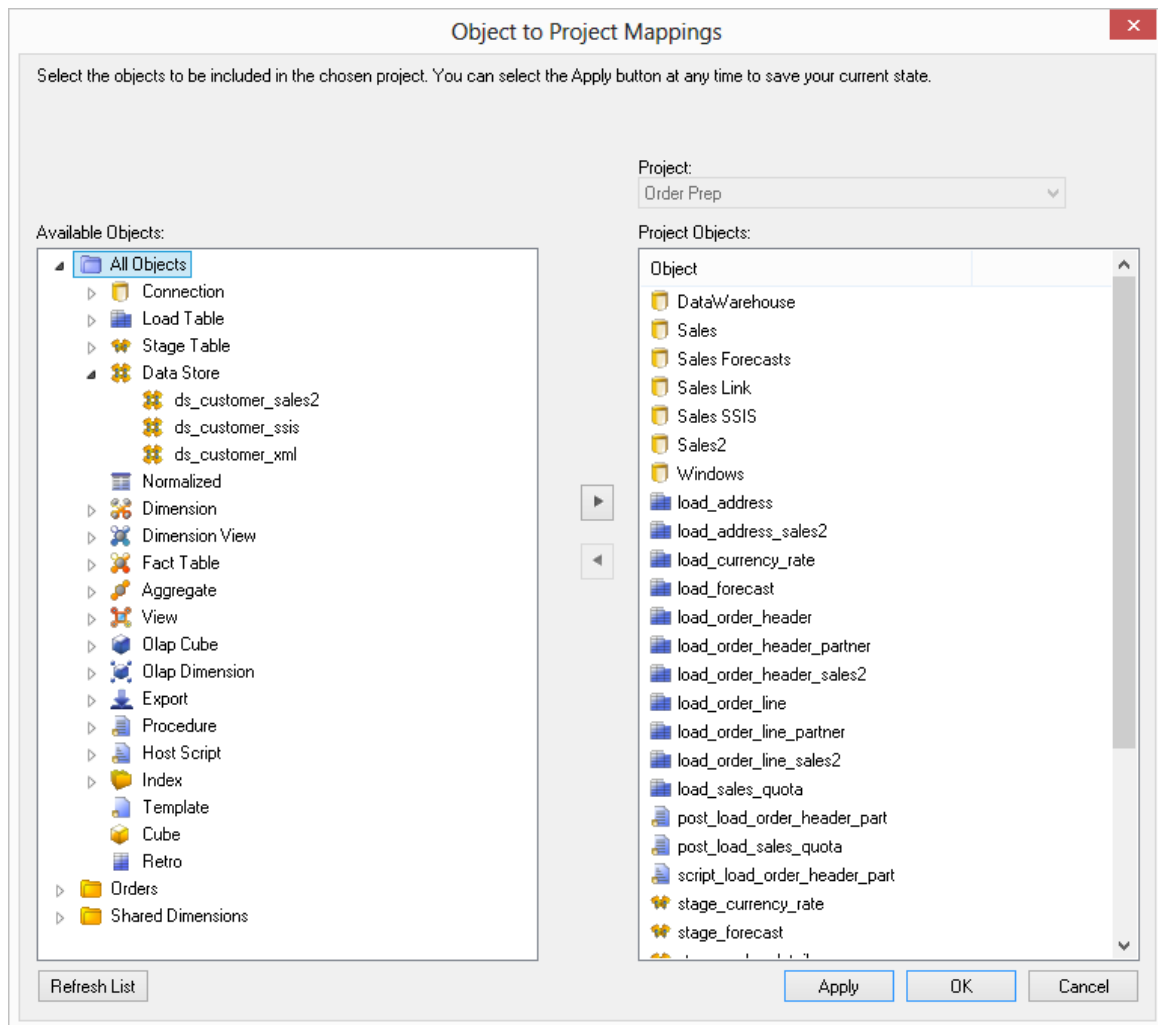 Object to Project Mappings
Select the objects to be included in the chosen project. You can select the Apply button at any time to save your current state.
Project:
Order Prep
Available Objects:
All Objects
Connection
Load Table
Stage Table
Data Store
ds_customer_sales2
ds_customer_ssis
ds_customer_xml
Normalized
Dimension
Dimension View
Fact Table
Aggregate
View
Olap Cube
Olap Dimension
Export
Procedure
Host Script
Index
Template
Cube
Retro
Orders
Shared Dimensions
Project Objects:
Object
DataWarehouse
Sales
Sales Forecasts
Sales Link
Sales SSIS
Sales2
Windows
load_address
load_address_sales2
load_currency_rate
load_forecast
load_order_header
load_order_header_partner
load_order_header_sales2
load_order_line
load_order_line_partner
load_order_line_sales2
load_sales_quota
post_load_order_header_part
post_load_sales_quota
script_load_order_header_part
stage_currency_rate
stage_forecast
Refresh List
Apply
OK
Cancel